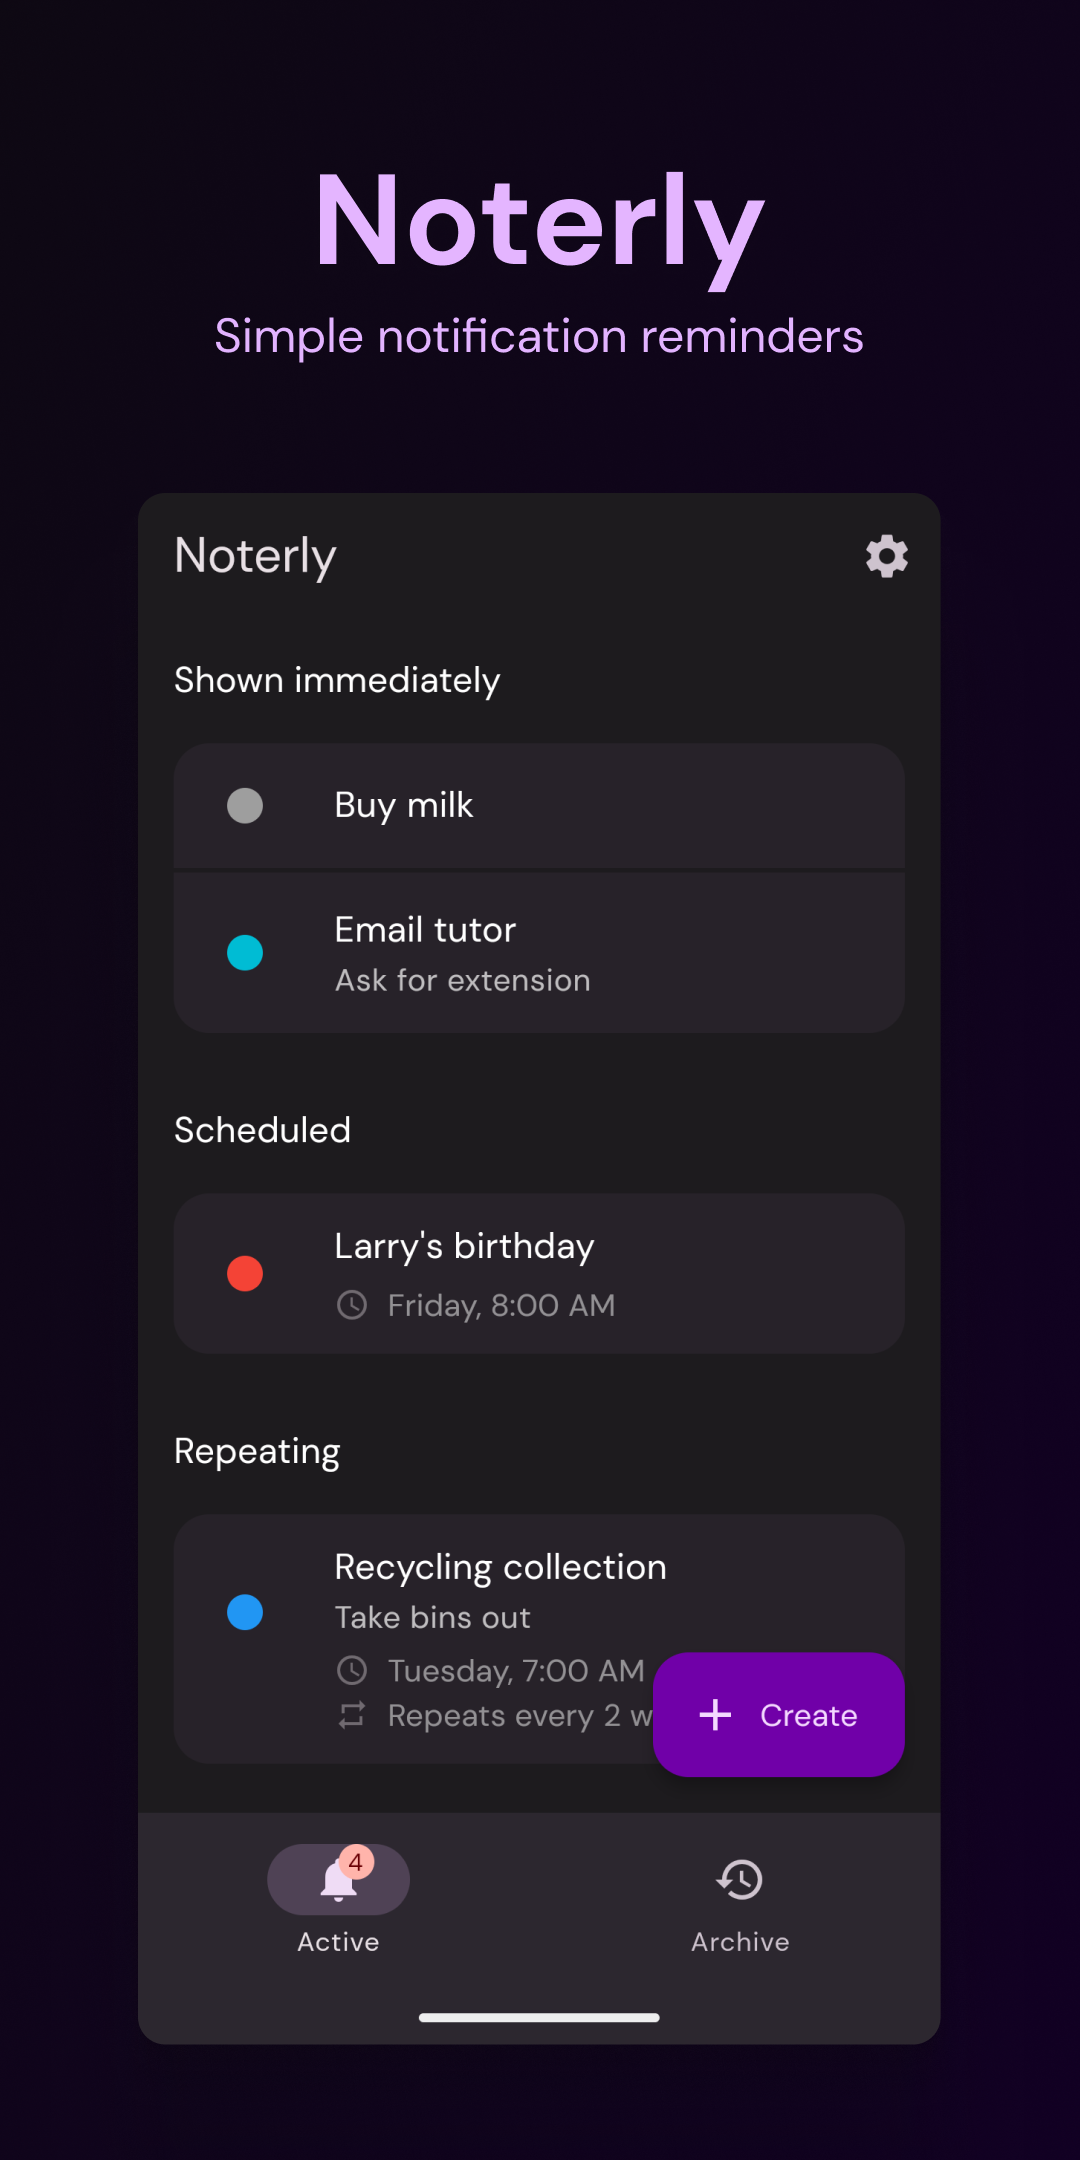 Noterly
Simple notification reminders
Noterly
Shown immediately
Buy milk
Email tutor
Ask for extension
Scheduled
Larry's birthday
Friday, 8:00 AM
Repeating
Recycling collection
Take bins out
Tuesday, 7:00 AM
Repeats every 2 w
Create
4
Active
Archive